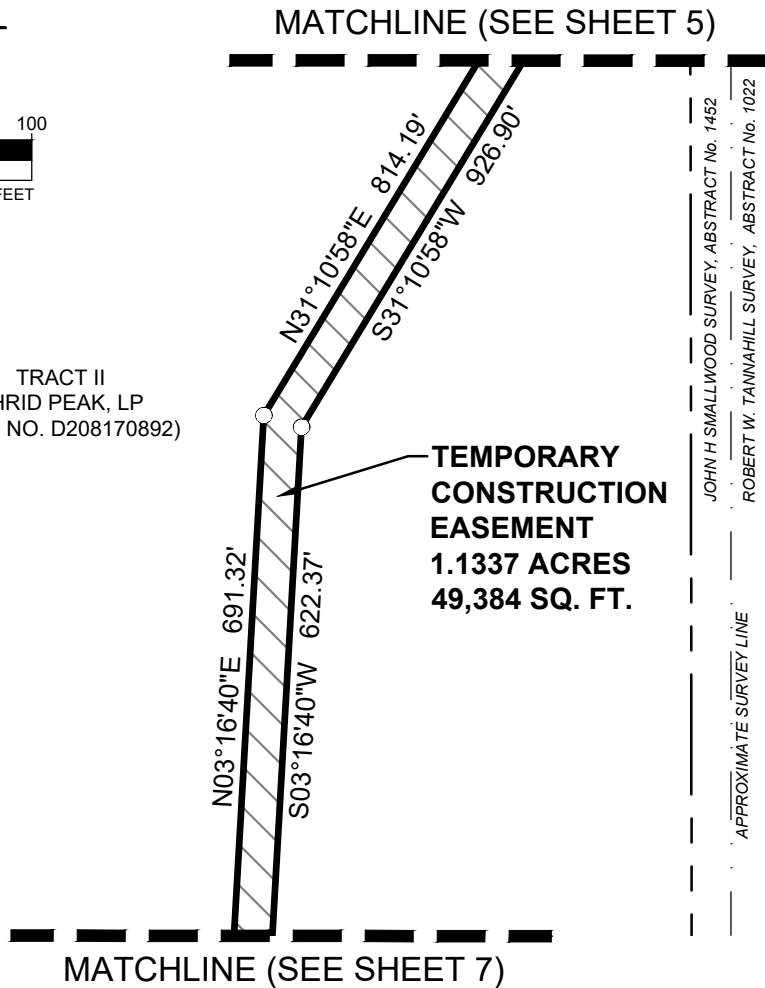 MATCHLINE (SEE SHEET 5)
100
FEET
N31°10'58"E 814.19'
S31°10'58"W 926.90'
JOHN H SMALLWOOD SURVEY, ABSTRACT No. 1452
ROBERT W. TANNAHILL SURVEY, ABSTRACT No. 1022
TRACT II
HRID PEAK, LP
NO. D208170892)
TEMPORARY
CONSTRUCTION
EASEMENT
1.1337 ACRES
49,384 SQ. FT.
N03°16'40"E 691.32'
S03°16'40"W 622.37'
APPROXIMATE SURVEY LINE
MATCHLINE (SEE SHEET 7)